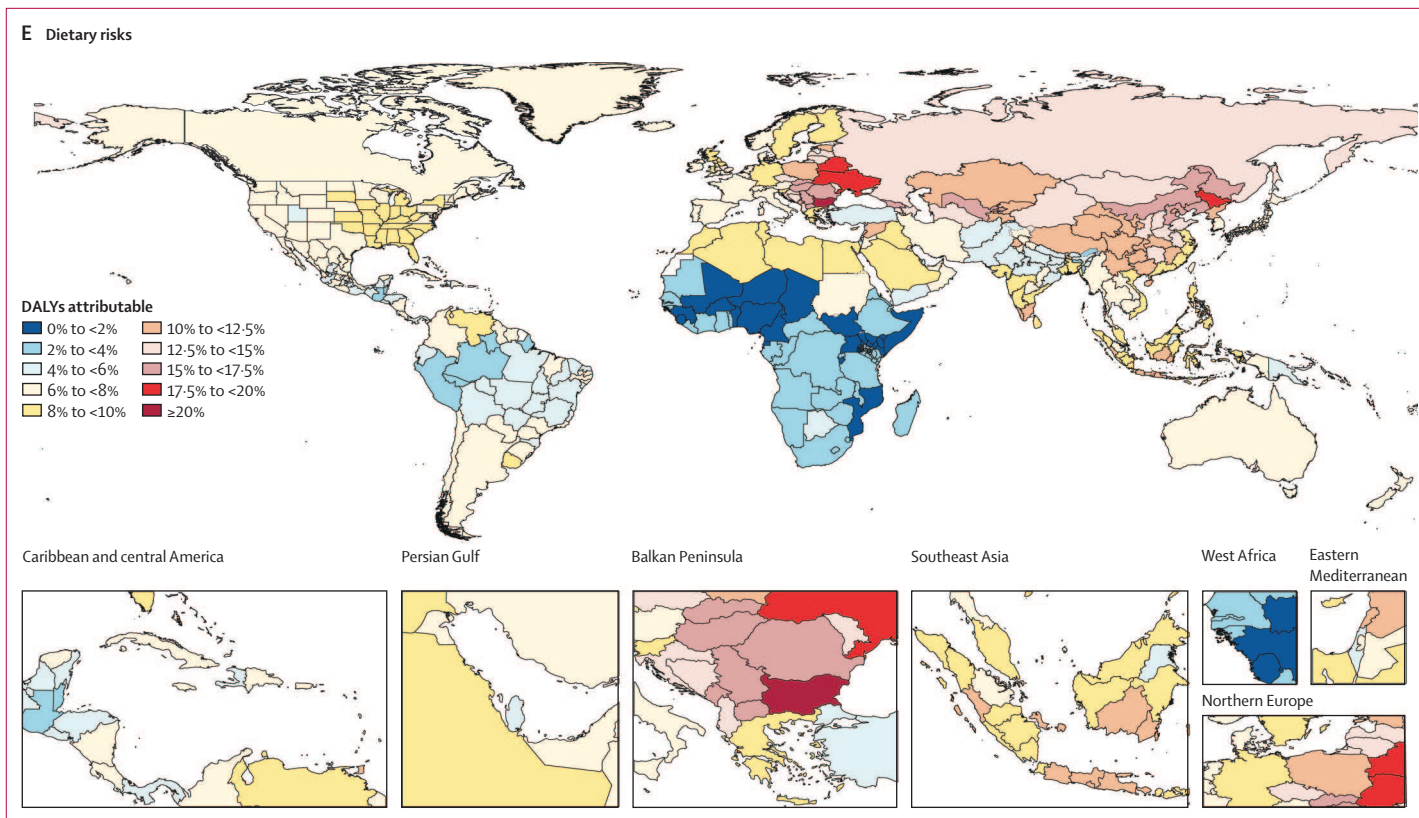 E Dietary risks
DALYs attributable
0% to <2%
2% to <4%
4% to <6%
6% to <8%
8% to <10%
10% to <12·5%
12·5% to <15%
15% to <17·5%
17·5% to <20%
≥20%
Caribbean and central America
Persian Gulf
Balkan Peninsula
Southeast Asia
West Africa
Eastern
Mediterranean
Northern Europe